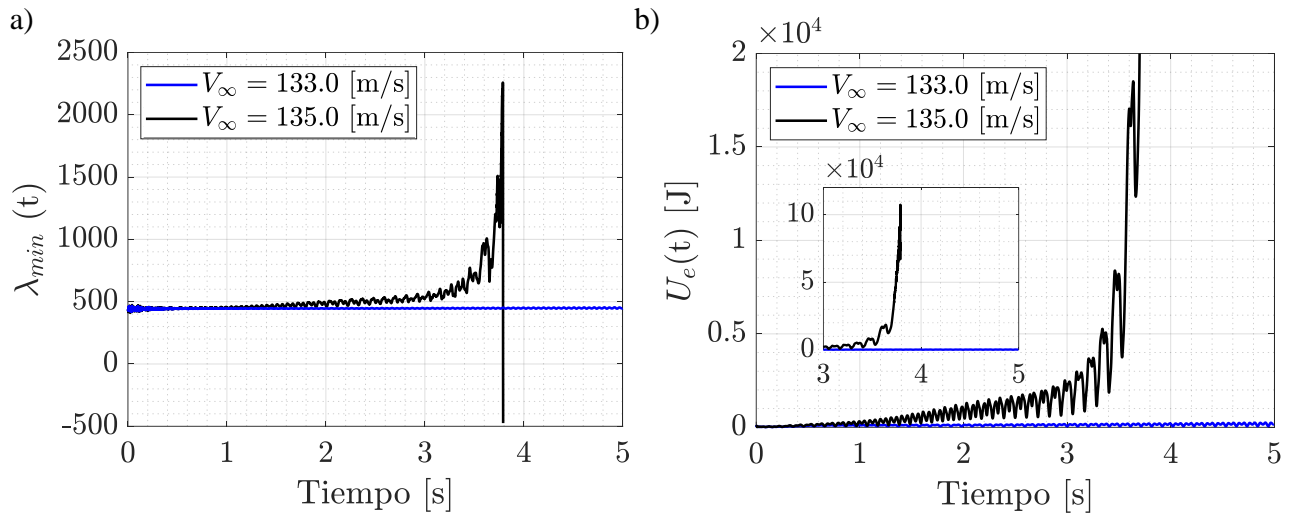 a)
2500
2000
1500
1000
500
0
-500
0 1 2 3 4 5
λmin (t)
Tiempo [s]
V∞ = 133.0 [m/s]
V∞ = 135.0 [m/s]
b)
×10⁴
2
1.5
1
0.5
0
0 1 2 3 4 5
Ue(t) [J]
Tiempo [s]
V∞ = 133.0 [m/s]
V∞ = 135.0 [m/s]
×10⁴
10
5
0
3 4 5